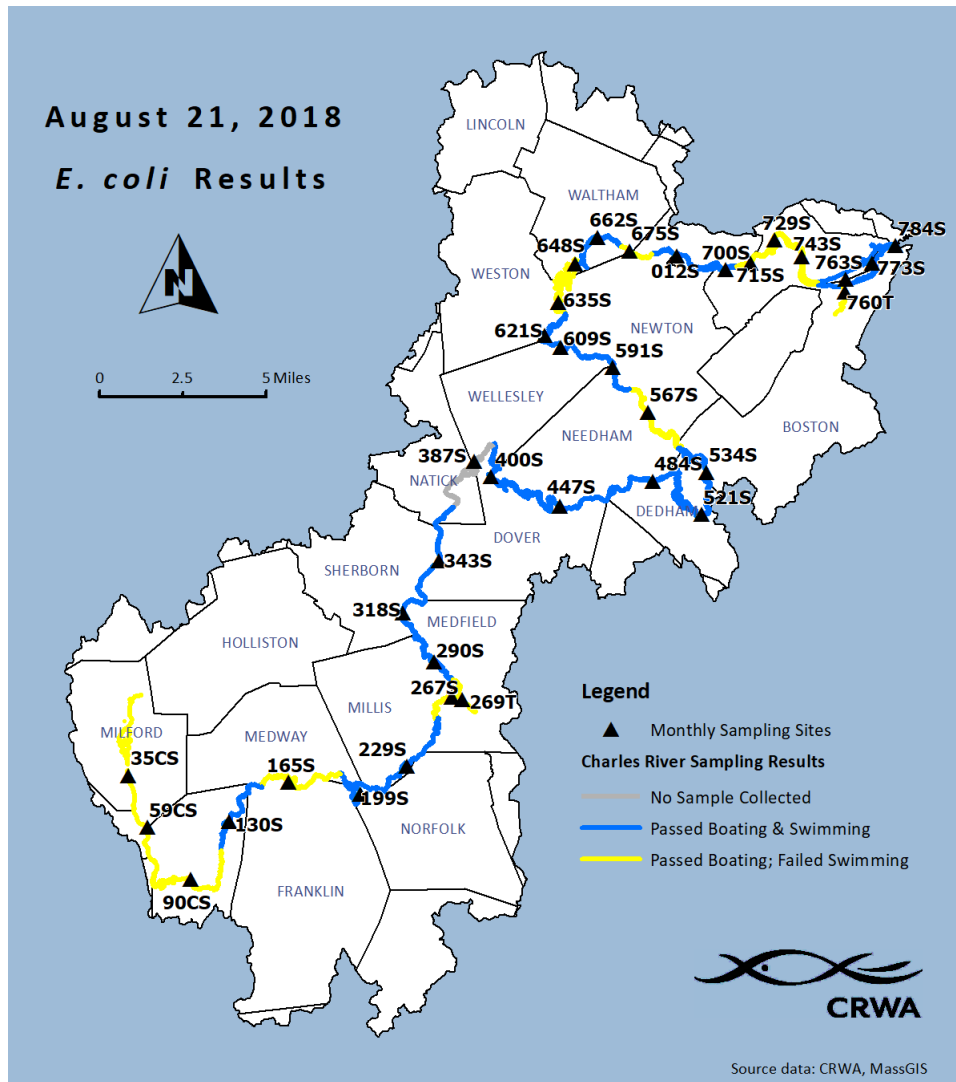 August 21, 2018
E. coli Results
N
0 2.5 5 Miles
LINCOLN
WALTHAM
662S
675S
729S
784S
648S
743S
700S
763S
WESTON
012S
715S
773S
635S
760T
621S
609S
NEWTON
591S
WELLESLEY
567S
NEEDHAM
BOSTON
387S
400S
534S
484S
NATICK
447S
521S
DEDHAM
DOVER
343S
SHERBORN
318S
MEDFIELD
HOLLISTON
290S
267S
269T
MILLIS
MILFORD
MEDWAY
229S
35CS
165S
199S
59CS
130S
NORFOLK
FRANKLIN
90CS
Legend
Monthly Sampling Sites
Charles River Sampling Results
No Sample Collected
Passed Boating & Swimming
Passed Boating; Failed Swimming
CRWA
Source data: CRWA, MassGIS